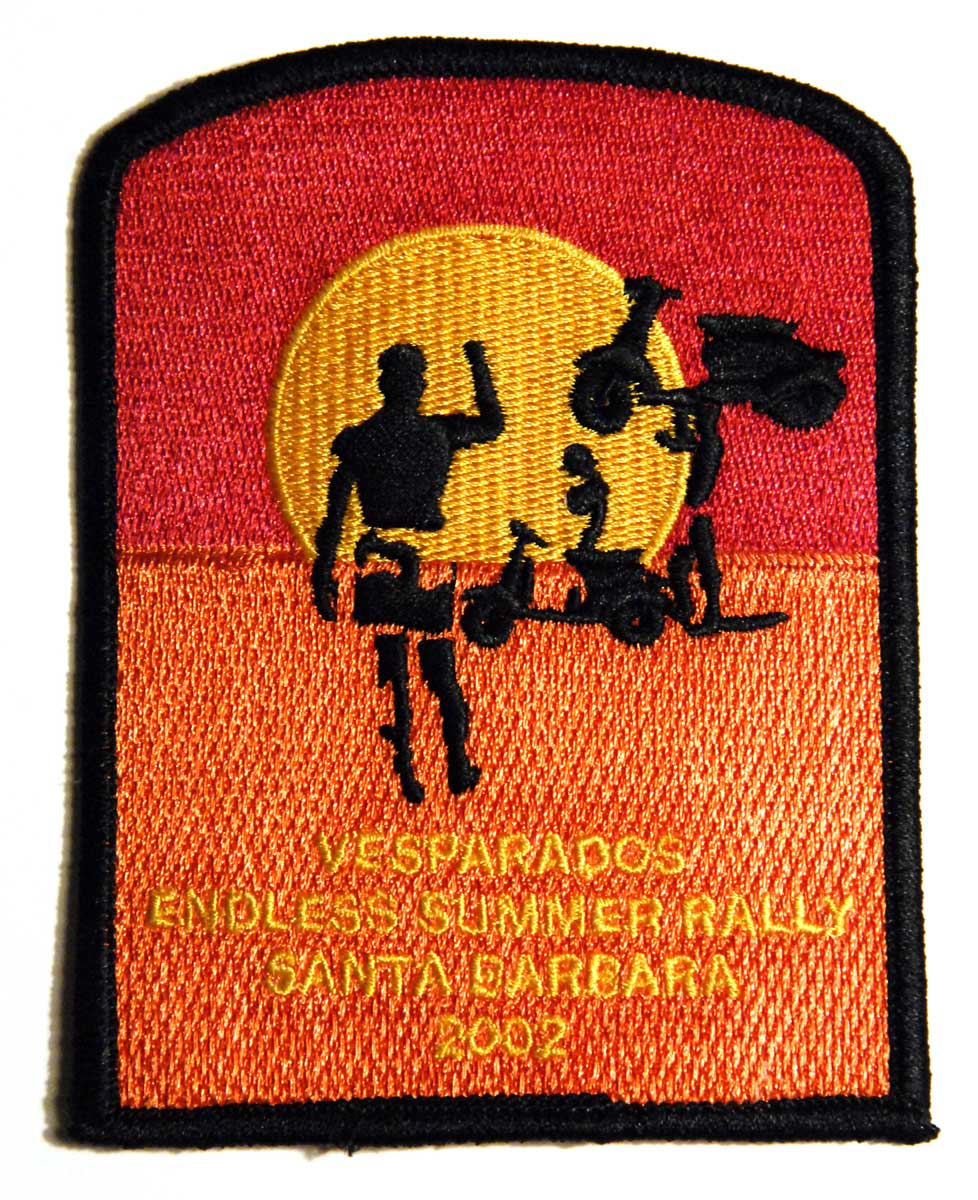 VESPARADOS
ENDLESS SUMMER RALLY
SANTA BARBARA
2002